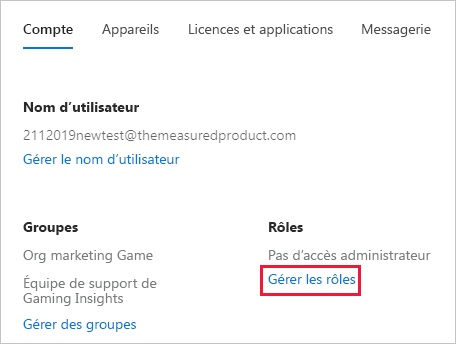 Compte Appareils Licences et applications Messagerie
Nom d’utilisateur
2112019newtest@themeasuredproduct.com
Gérer le nom d’utilisateur
Groupes
Org marketing Game
Équipe de support de
Gaming Insights
Gérer des groupes
Rôles
Pas d’accès administrateur
Gérer les rôles